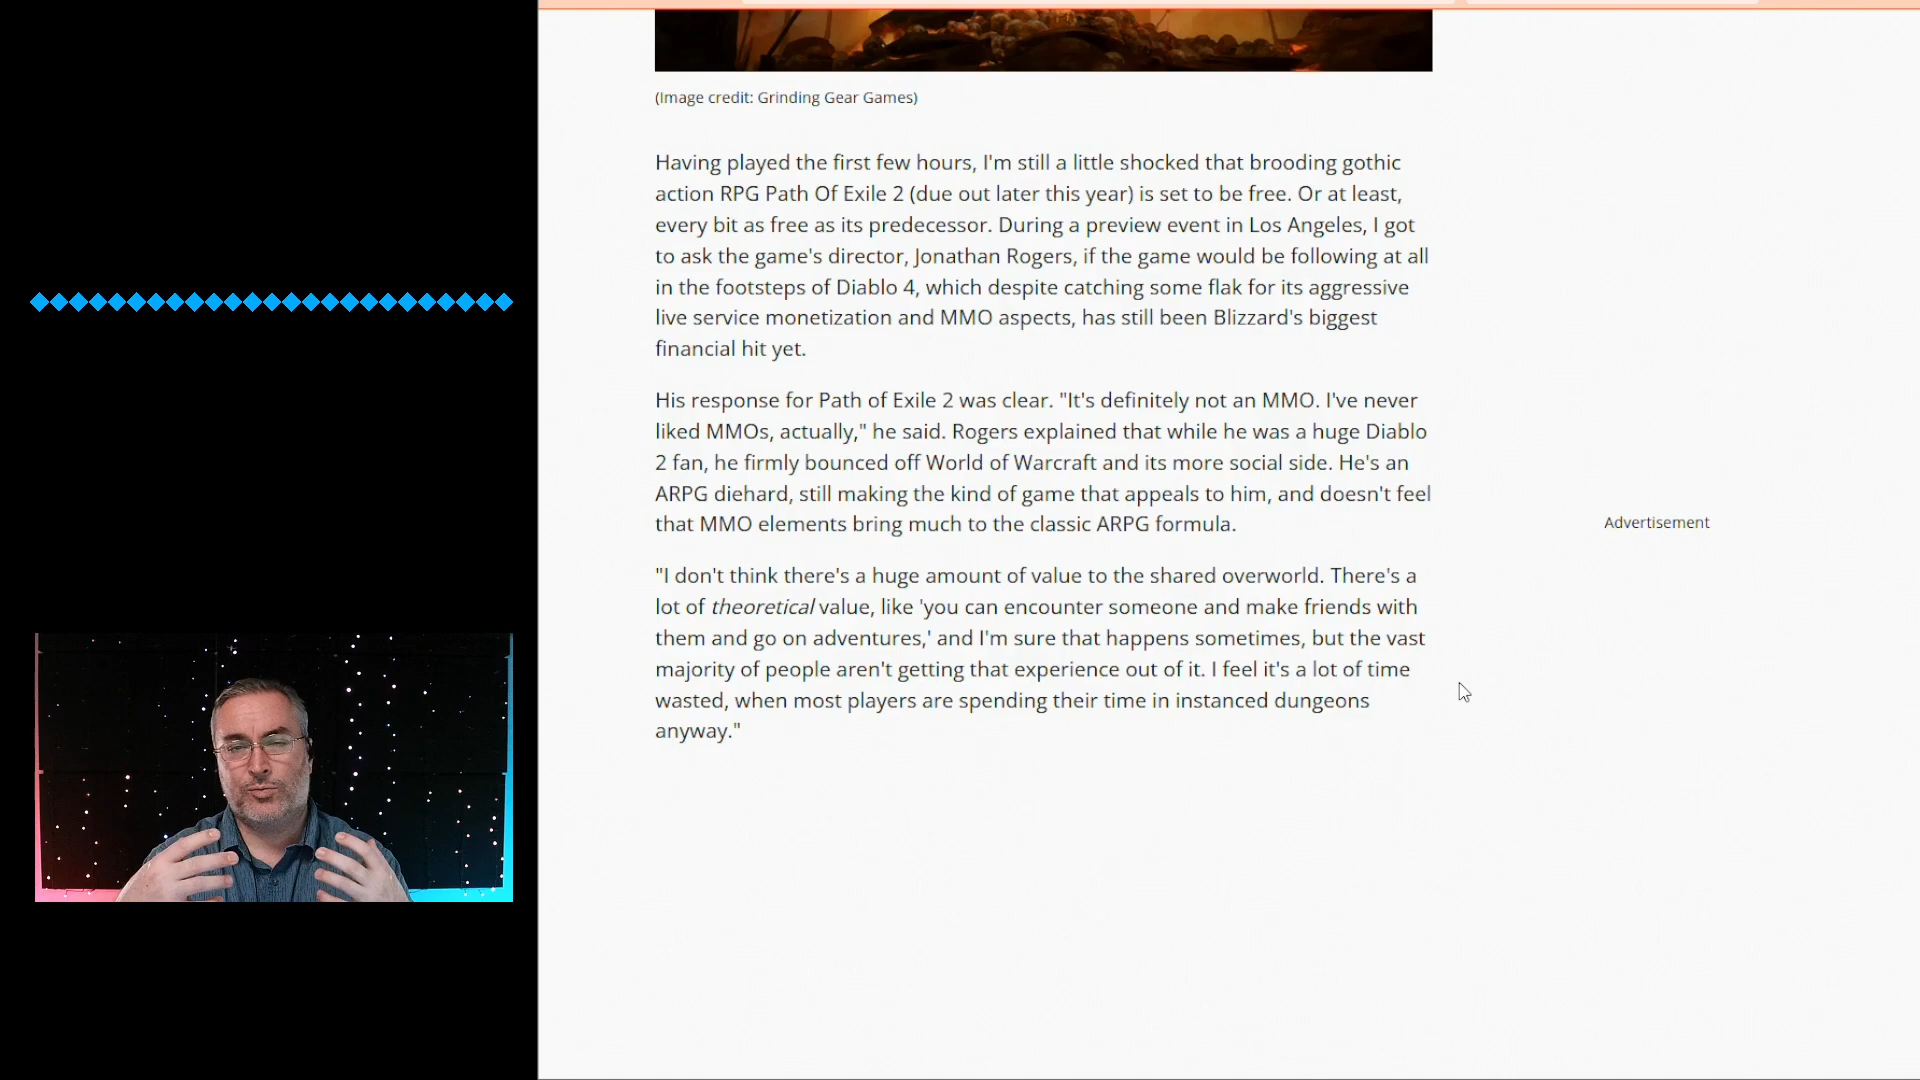 (Image credit: Grinding Gear Games)
Having played the first few hours, I'm still a little shocked that brooding gothic
action RPG Path Of Exile 2 (due out later this year) is set to be free. Or at least,
every bit as free as its predecessor. During a preview event in Los Angeles, I got
to ask the game's director, Jonathan Rogers, if the game would be following at all
in the footsteps of Diablo 4, which despite catching some flak for its aggressive
live service monetization and MMO aspects, has still been Blizzard's biggest
financial hit yet.
His response for Path of Exile 2 was clear. "It's definitely not an MMO. I've never
liked MMOs, actually," he said. Rogers explained that while he was a huge Diablo
2 fan, he firmly bounced off World of Warcraft and its more social side. He's an
ARPG diehard, still making the kind of game that appeals to him, and doesn't feel
that MMO elements bring much to the classic ARPG formula.
Advertisement
"I don't think there's a huge amount of value to the shared overworld. There's a
lot of theoretical value, like 'you can encounter someone and make friends with
them and go on adventures,' and I'm sure that happens sometimes, but the vast
majority of people aren't getting that experience out of it. I feel it's a lot of time
wasted, when most players are spending their time in instanced dungeons
anyway."